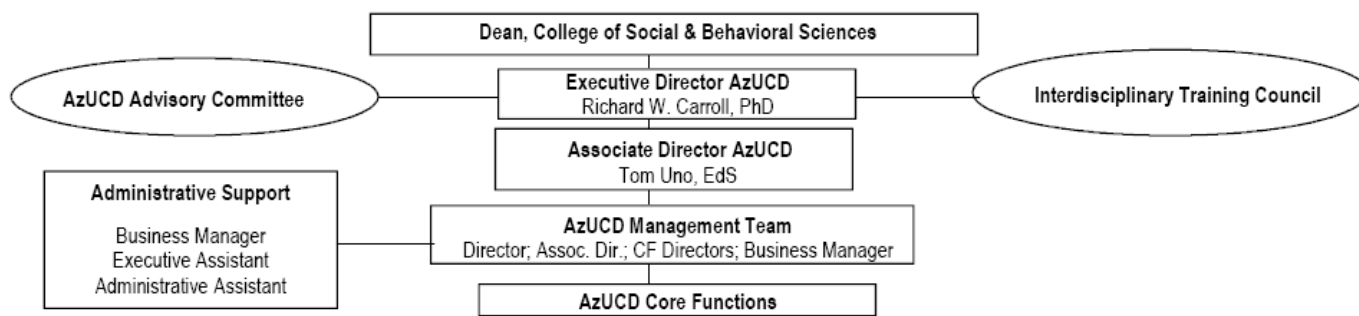 Dean, College of Social & Behavioral Sciences
Executive Director AzUCD
Richard W. Carroll, PhD
AzUCD Advisory Committee
Interdisciplinary Training Council
Associate Director AzUCD
Tom Uno, EdS
Administrative Support
Business Manager
Executive Assistant
Administrative Assistant
AzUCD Management Team
Director; Assoc. Dir.; CF Directors; Business Manager
AzUCD Core Functions